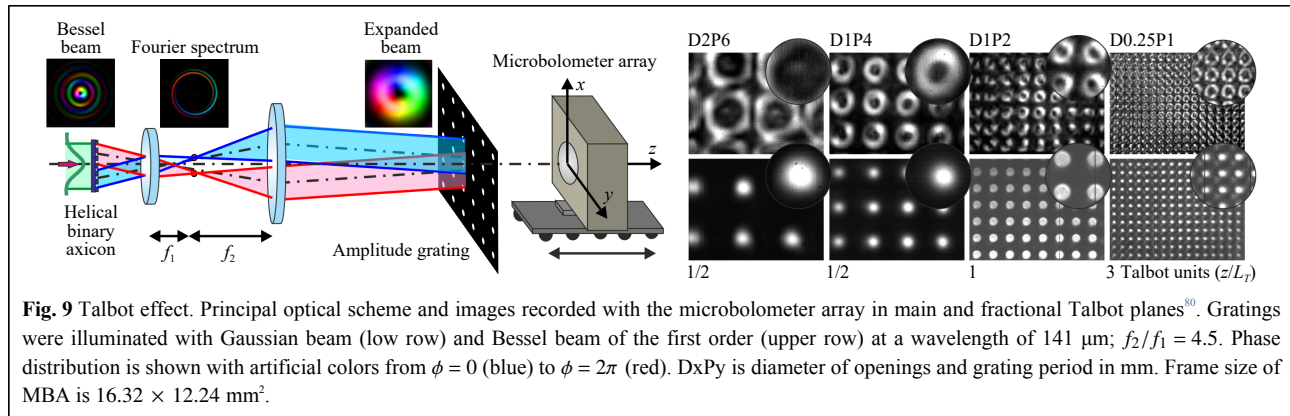 Bessel
beam
Fourier spectrum
Expanded
beam
Microbolometer array
x
z
y
Helical
binary
axicon
f₁
f₂
Amplitude grating
D2P6
D1P4
D1P2
D0.25P1
1/2
1/2
1
3 Talbot units (z/L_T)
Fig. 9 Talbot effect. Principal optical scheme and images recorded with the microbolometer array in main and fractional Talbot planes⁸⁰. Gratings
were illuminated with Gaussian beam (low row) and Bessel beam of the first order (upper row) at a wavelength of 141 μm; f₂/f₁ = 4.5. Phase
distribution is shown with artificial colors from ϕ = 0 (blue) to ϕ = 2π (red). DxPy is diameter of openings and grating period in mm. Frame size of
MBA is 16.32 × 12.24 mm².